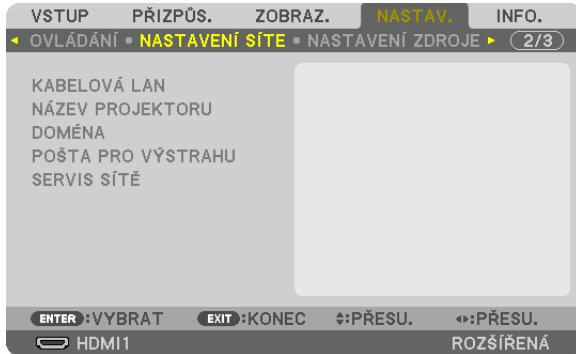 VSTUP PŘIZPŮS. ZOBRAZ. NASTAV. INFO.
◂ OVLÁDÁNÍ • NASTAVENÍ SÍTE • NASTAVENÍ ZDROJE ▸ 2/3
KABELOVÁ LAN
NÁZEV PROJEKTORU
DOMÉNA
POŠTA PRO VÝSTRAHU
SERVIS SÍTĚ
ENTER :VYBRAT EXIT :KONEC :PŘESU. :PŘESU.
HDMI1 ROZŠÍŘENÁ